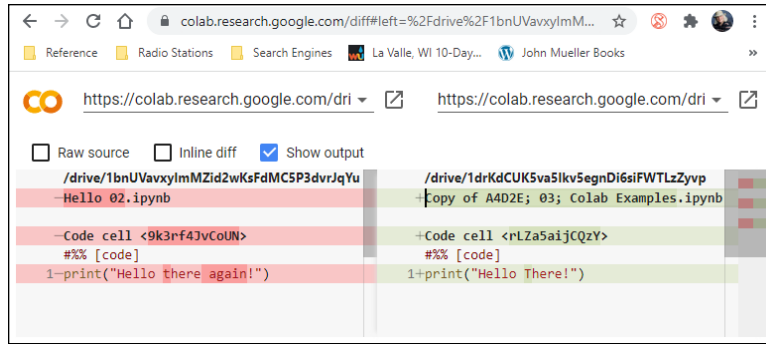 colab.research.google.com/diff#left=%2Fdrive%2F1bnUVavxylmM...
Reference Radio Stations Search Engines La Valle, WI 10-Day... John Mueller Books »
https://colab.research.google.com/dri https://colab.research.google.com/dri
Raw source Inline diff Show output
/drive/1bnUVavxylmMZid2wKsFdMC5P3dvrJqYu
—Hello 02.ipynb
—Code cell <9k3rf4JvCoUN>
#%% [code]
1—print("Hello there again!")
/drive/1drKdCUK5va5lkv5egnDi6siFWTLzZyvp
+Copy of A4D2E; 03; Colab Examples.ipynb
+Code cell <rLZa5aijCQzY>
#%% [code]
1+print("Hello There!")